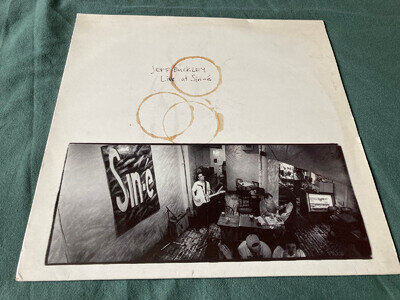 JEFF BUCKLEY
Live at Sin-é
Sin-é